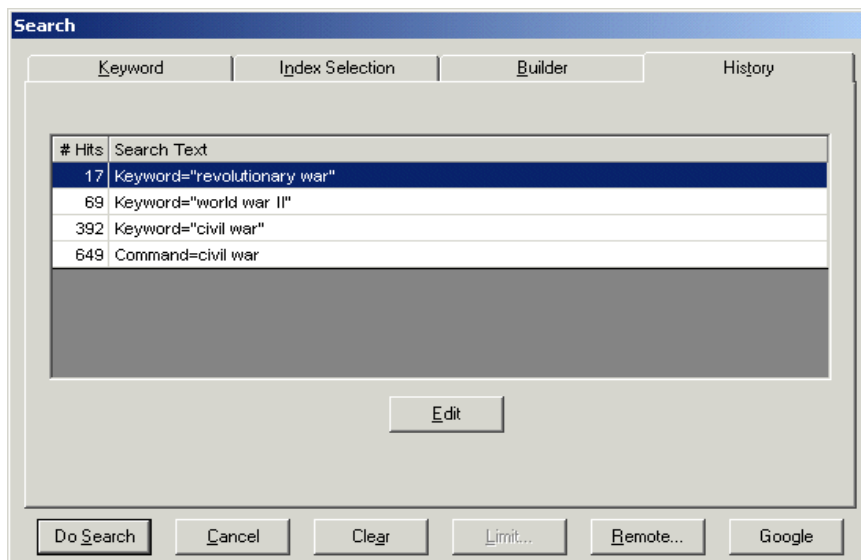 Search
Keyword Index Selection Builder History
# Hits Search Text
17 Keyword="revolutionary war"
69 Keyword="world war II"
392 Keyword="civil war"
649 Command=civil war
Edit
Do Search Cancel Clear Limit... Remote... Google